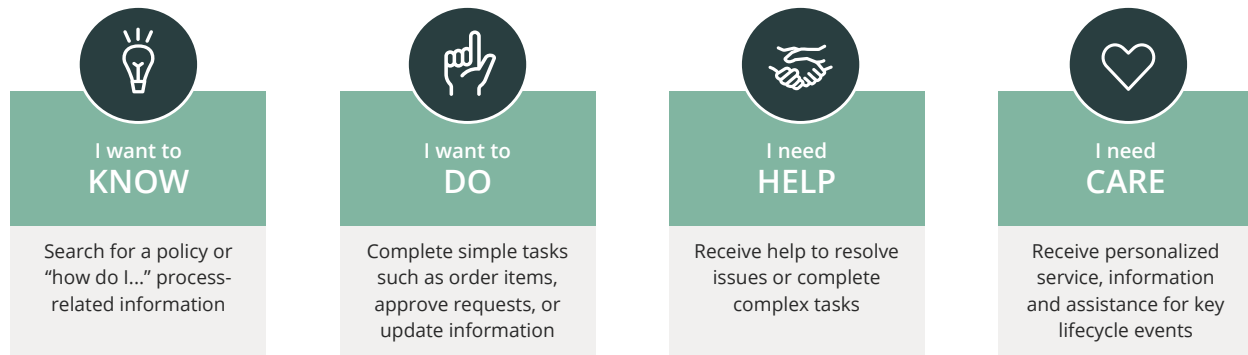 I want to
KNOW
Search for a policy or
“how do I...” process-
related information
I want to
DO
Complete simple tasks
such as order items,
approve requests, or
update information
I need
HELP
Receive help to resolve
issues or complete
complex tasks
I need
CARE
Receive personalized
service, information
and assistance for key
lifecycle events